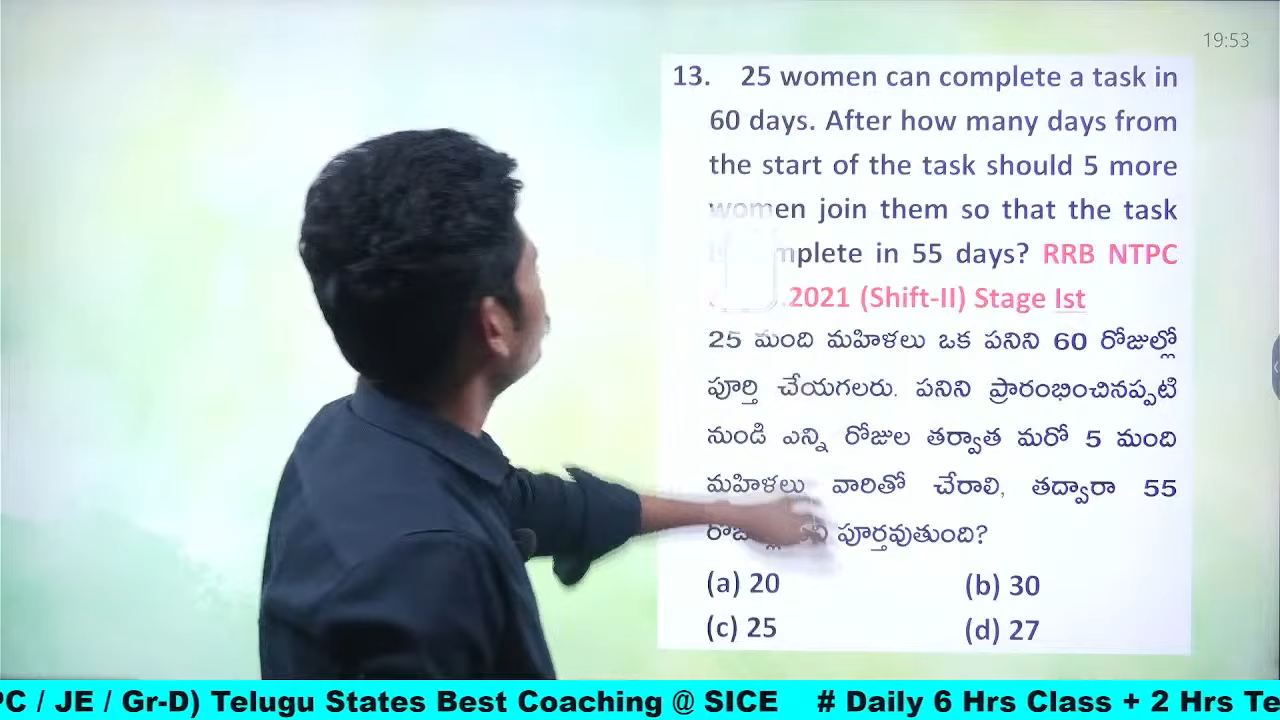 19:53
13. 25 women can complete a task in
60 days. After how many days from
the start of the task should 5 more
women join them so that the task
mplete in 55 days? RRB NTPC
.2021 (Shift-II) Stage Ist
25 మంది మహిళలు ఒక పనిని 60 రోజుల్లో
పూర్తి చేయగలరు. పనిని ప్రారంభించినప్పటి
నుండి ఎన్ని రోజుల తర్వాత మరో 5 మంది
మహిళలు వారితో చేరాలి, తద్వారా 55
పూర్తవుతుంది?
(a) 20 (b) 30
(c) 25 (d) 27
PC / JE / Gr-D) Telugu States Best Coaching @ SICE # Daily 6 Hrs Class + 2 Hrs Te